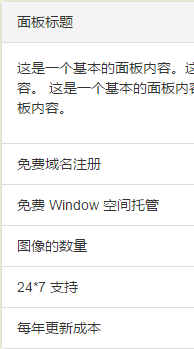 面板标题
这是一个基本的面板内容。这
容。 这是一个基本的面板内容
板内容。
免费域名注册
免费 Window 空间托管
图像的数量
24*7 支持
每年更新成本